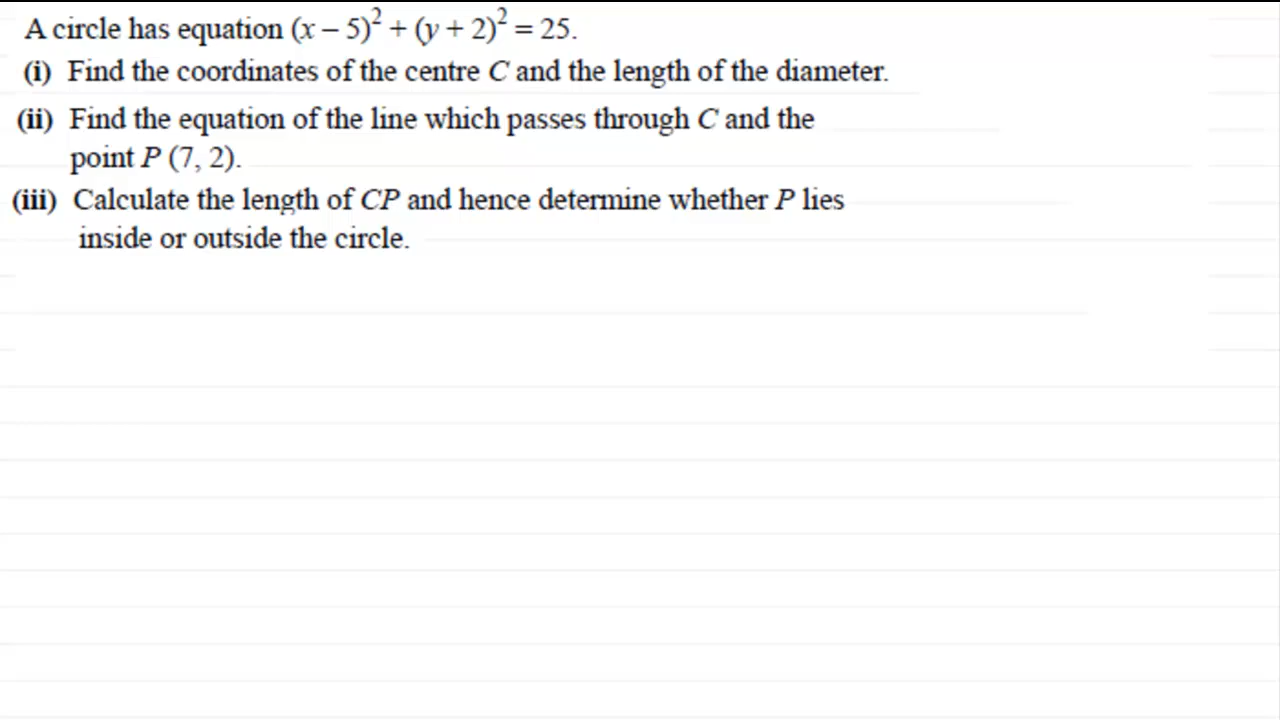 A circle has equation (x – 5)² + (y + 2)² = 25.
(i) Find the coordinates of the centre C and the length of the diameter.
(ii) Find the equation of the line which passes through C and the
point P (7, 2).
(iii) Calculate the length of CP and hence determine whether P lies
inside or outside the circle.